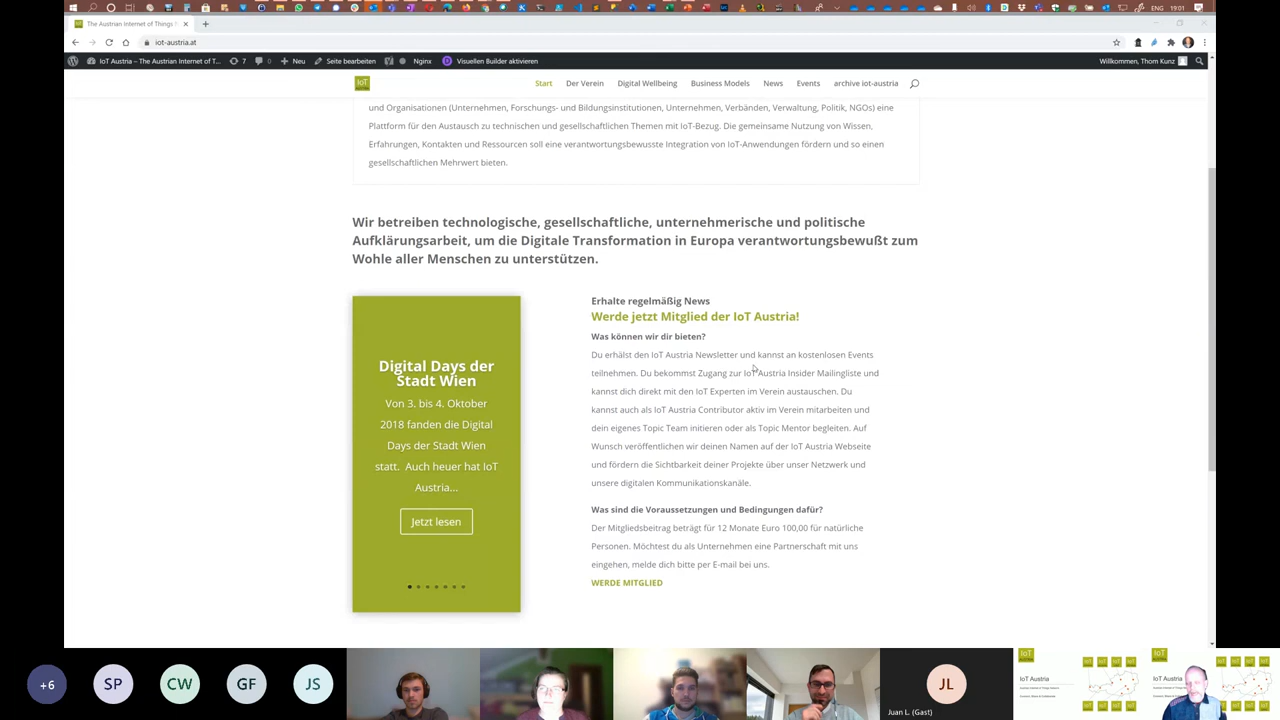 The Austrian Internet of Things
ENG 19:01
iot-austria.at
IoT Austria – The Austrian Internet of T...
7
0
Neu
Seite bearbeiten
Nginx
Visuellen Builder aktivieren
Willkommen, Thom Kunz
IoT
Start
Der Verein
Digital Wellbeing
Business Models
News
Events
archive iot-austria
und Organisationen (Unternehmen, Forschungs- und Bildungsinstitutionen, Unternehmen, Verbänden, Verwaltung, Politik, NGOs) eine
Plattform für den Austausch zu technischen und gesellschaftlichen Themen mit IoT-Bezug. Die gemeinsame Nutzung von Wissen,
Erfahrungen, Kontakten und Ressourcen soll eine verantwortungsbewusste Integration von IoT-Anwendungen fördern und so einen
gesellschaftlichen Mehrwert bieten.
Wir betreiben technologische, gesellschaftliche, unternehmerische und politische
Aufklärungsarbeit, um die Digitale Transformation in Europa verantwortungsbewußt zum
Wohle aller Menschen zu unterstützen.
Digital Days der
Stadt Wien
Von 3. bis 4. Oktober
2018 fanden die Digital
Days der Stadt Wien
statt. Auch heuer hat IoT
Austria...
Jetzt lesen
Erhalte regelmäßig News
Werde jetzt Mitglied der IoT Austria!
Was können wir dir bieten?
Du erhälst den IoT Austria Newsletter und kannst an kostenlosen Events
teilnehmen. Du bekommst Zugang zur IoT Austria Insider Mailingliste und
kannst dich direkt mit den IoT Experten im Verein austauschen. Du
kannst auch als IoT Austria Contributor aktiv im Verein mitarbeiten und
dein eigenes Topic Team initieren oder als Topic Mentor begleiten. Auf
Wunsch veröffentlichen wir deinen Namen auf der IoT Austria Webseite
und fördern die Sichtbarkeit deiner Projekte über unser Netzwerk und
unsere digitalen Kommunikationskanäle.
Was sind die Voraussetzungen und Bedingungen dafür?
Der Mitgliedsbeitrag beträgt für 12 Monate Euro 100,00 für natürliche
Personen. Möchtest du als Unternehmen eine Partnerschaft mit uns
eingehen, melde dich bitte per E-mail bei uns.
WERDE MITGLIED
+6
SP
CW
GF
JS
JL
Juan L. (Gast)
IoT
IoT Austria
IoT
IoT Austria